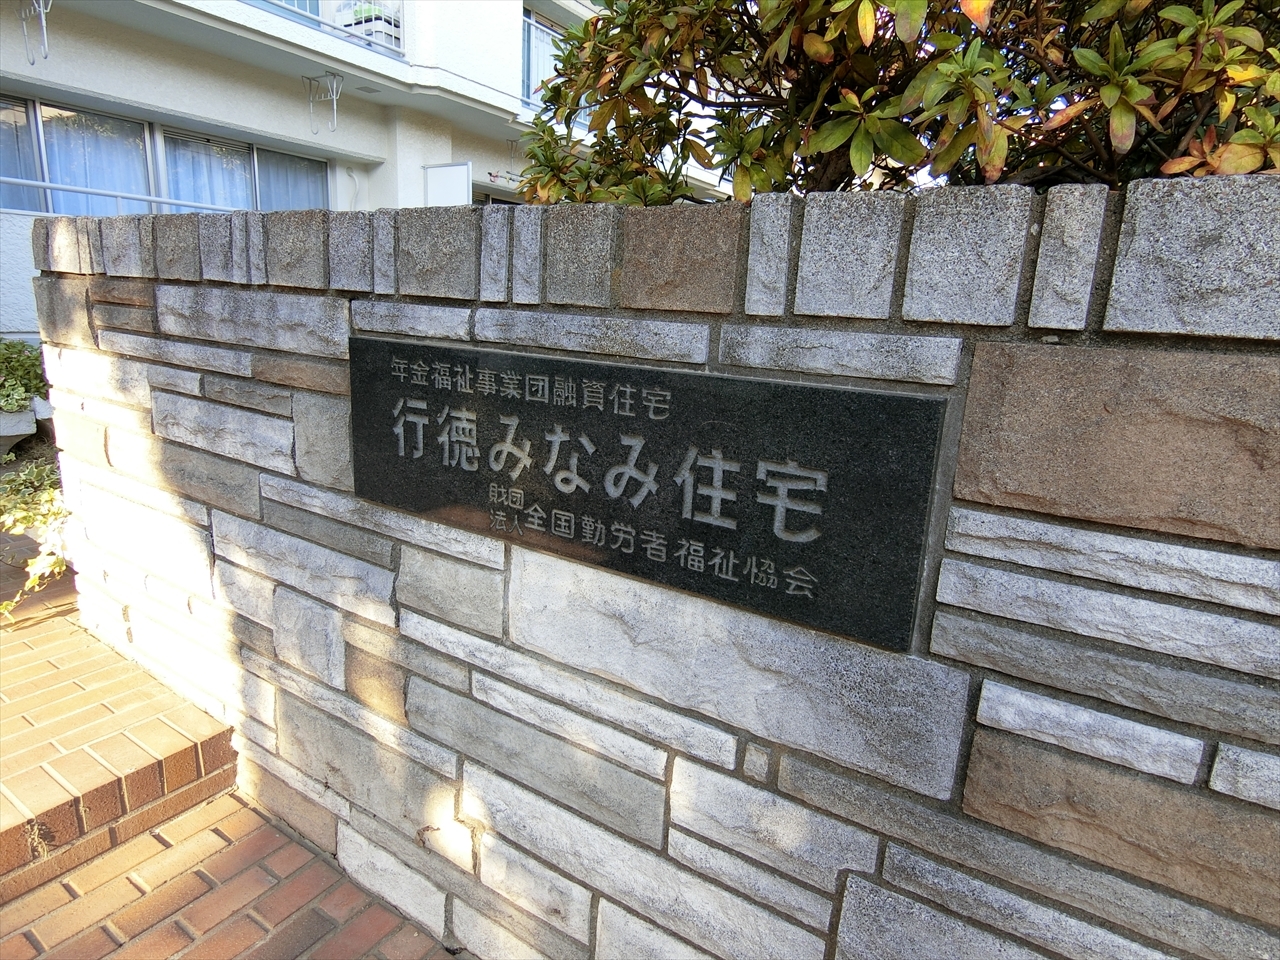 年金福祉事業団融資住宅
行徳みなみ住宅
財団法人全国勤労者福祉協会